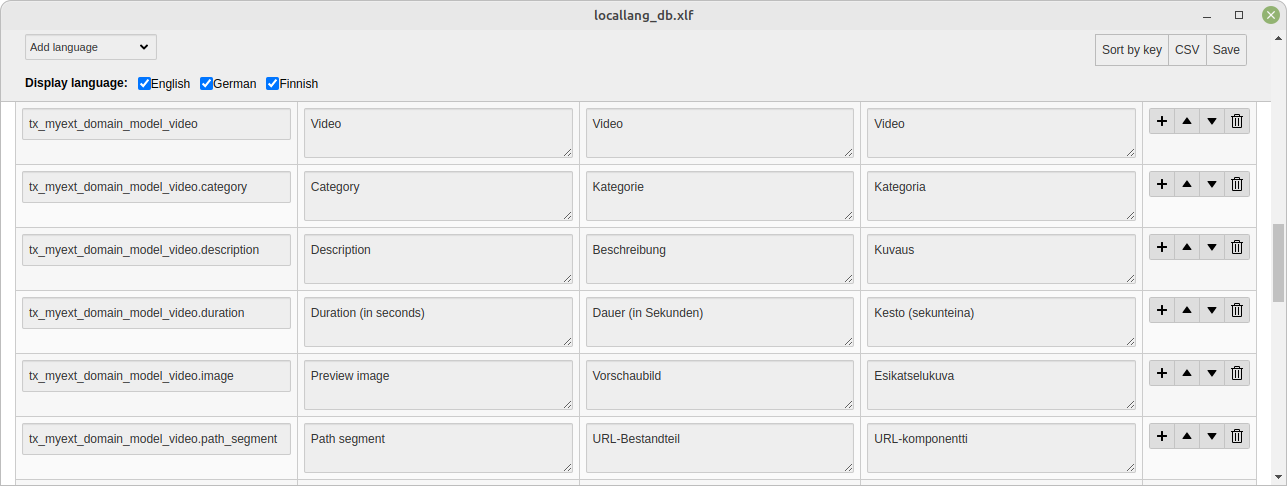 locallang_db.xlf
Add language
Sort by key CSV Save
Display language: English German Finnish
tx_myext_domain_model_video Video Video Video
tx_myext_domain_model_video.category Category Kategorie Kategoria
tx_myext_domain_model_video.description Description Beschreibung Kuvaus
tx_myext_domain_model_video.duration Duration (in seconds) Dauer (in Sekunden) Kesto (sekunteina)
tx_myext_domain_model_video.image Preview image Vorschaubild Esikatselukuva
tx_myext_domain_model_video.path_segment Path segment URL-Bestandteil URL-komponentti